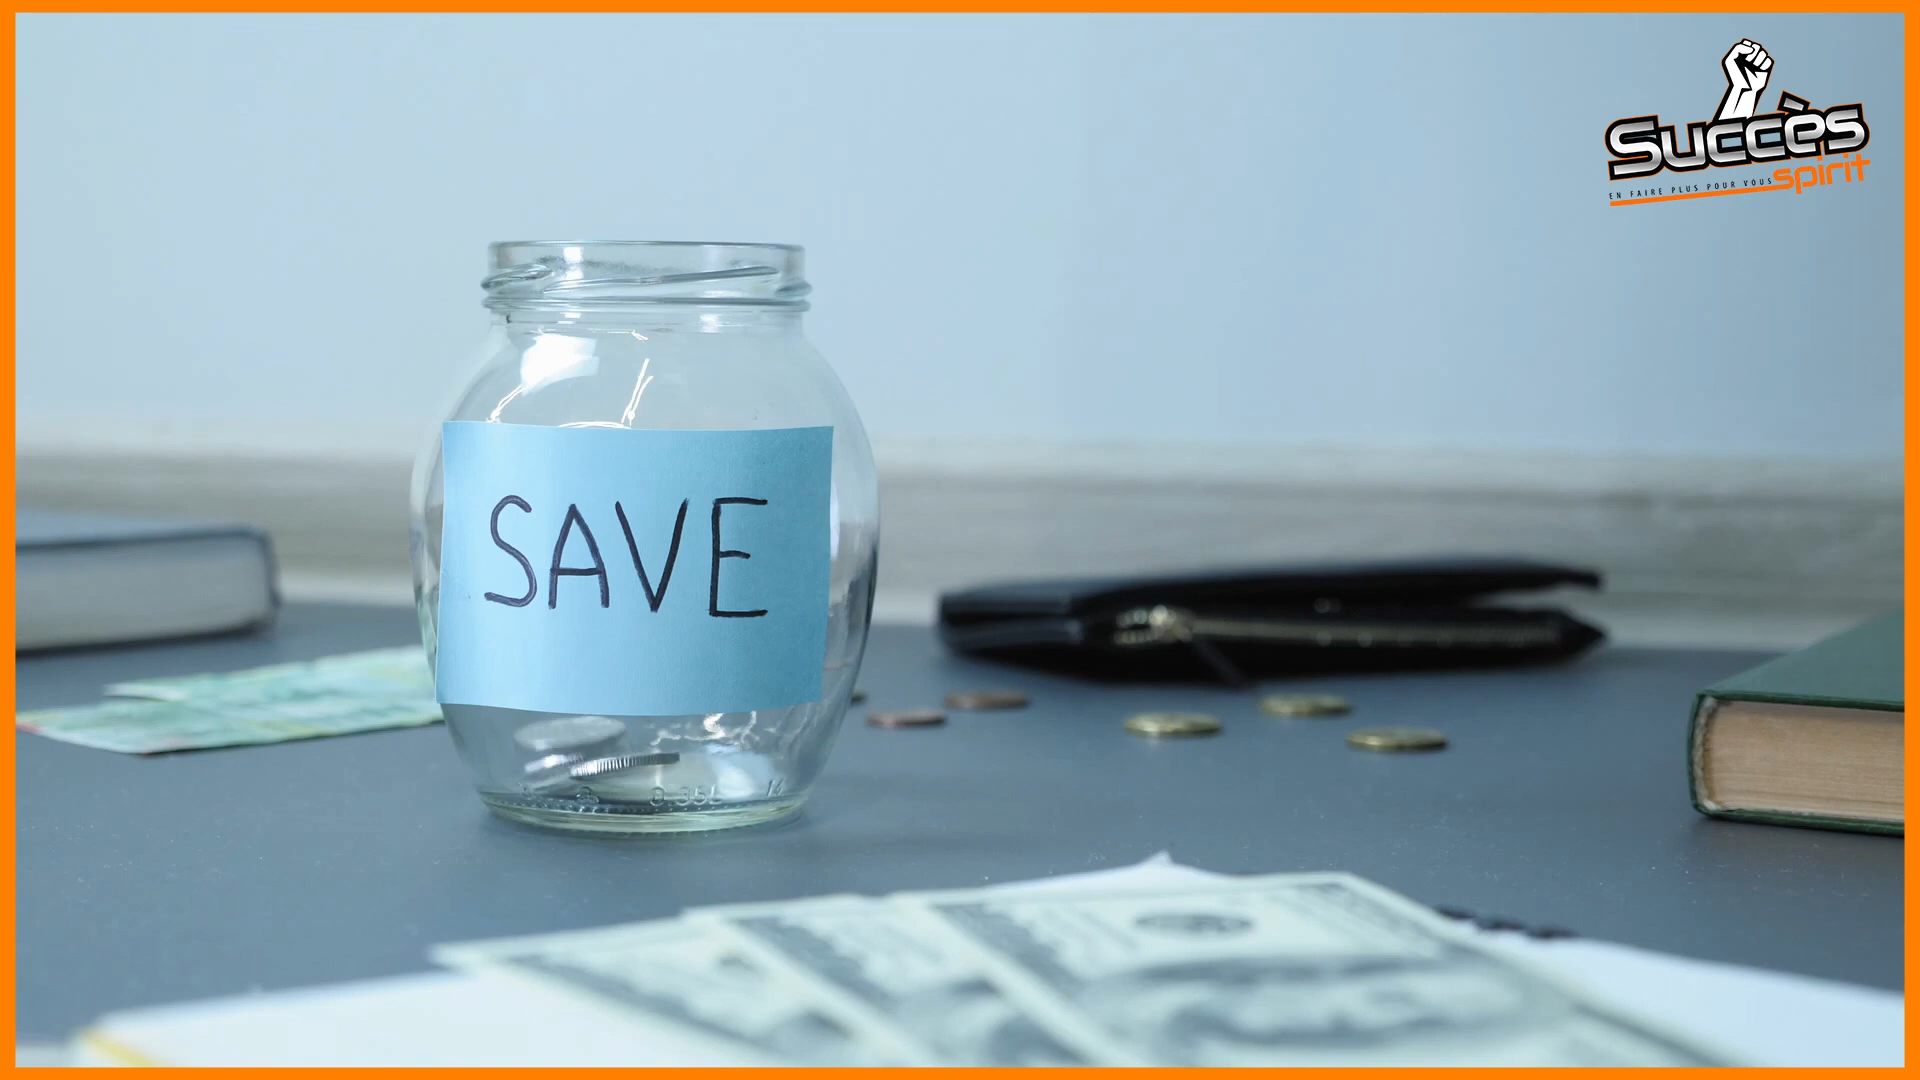 Succès
spirit
EN FAIRE PLUS POUR VOUS
SAVE